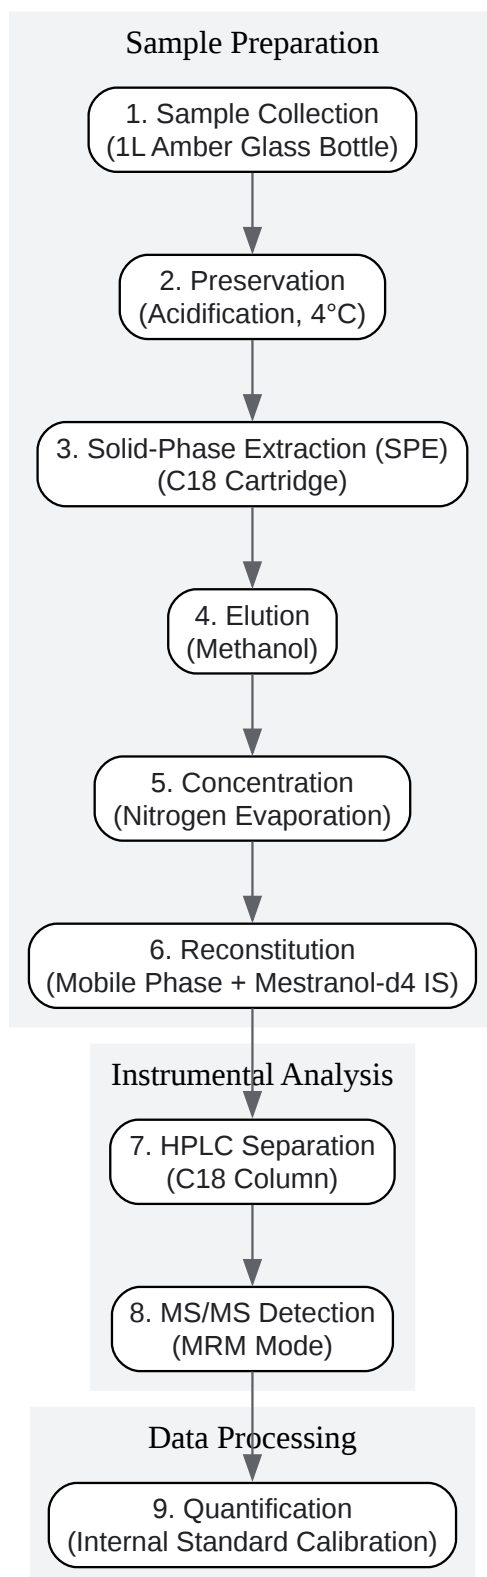 Sample Preparation
1. Sample Collection
(1L Amber Glass Bottle)
2. Preservation
(Acidification, 4°C)
3. Solid-Phase Extraction (SPE)
(C18 Cartridge)
4. Elution
(Methanol)
5. Concentration
(Nitrogen Evaporation)
6. Reconstitution
(Mobile Phase + Mestranol-d4 IS)
Instrumental Analysis
7. HPLC Separation
(C18 Column)
8. MS/MS Detection
(MRM Mode)
Data Processing
9. Quantification
(Internal Standard Calibration)